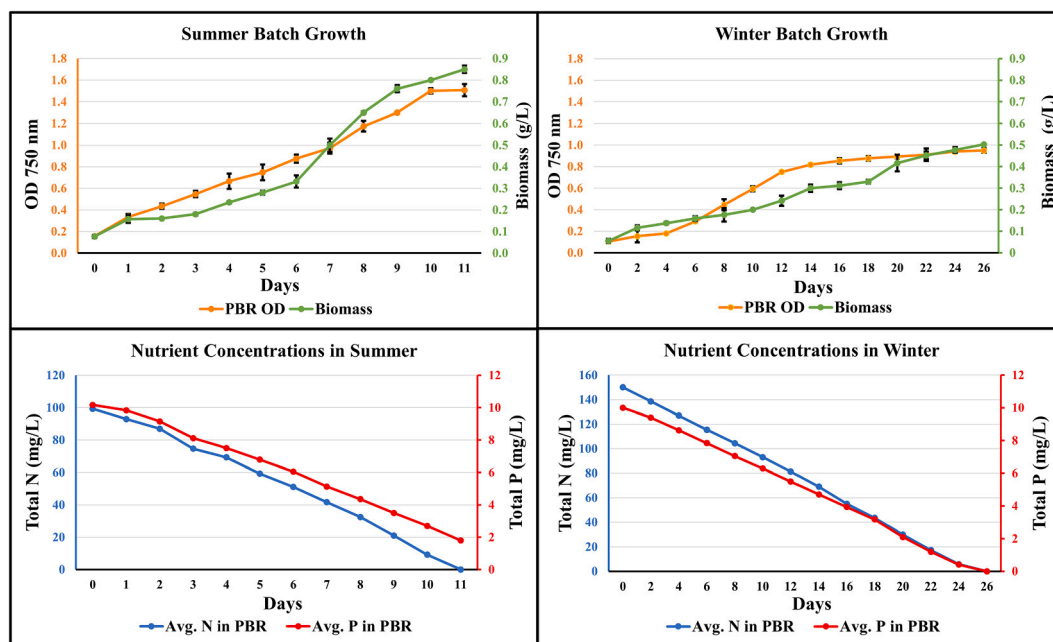 Summer Batch Growth
OD 750 nm
1.8
1.6
1.4
1.2
1.0
0.8
0.6
0.4
0.2
0.0
0.9
0.8
0.7
0.6
0.5
0.4
0.3
0.2
0.1
0
Biomass (g/L)
0 1 2 3 4 5 6 7 8 9 10 11
Days
PBR OD Biomass
Winter Batch Growth
OD 750 nm
1.8
1.6
1.4
1.2
1.0
0.8
0.6
0.4
0.2
0.0
0.9
0.8
0.7
0.6
0.5
0.4
0.3
0.2
0.1
0
Biomass (g/L)
0 2 4 6 8 10 12 14 16 18 20 22 24 26
Days
PBR OD Biomass
Nutrient Concentrations in Summer
Total N (mg/L)
120
100
80
60
40
20
0
12
10
8
6
4
2
0
Total P (mg/L)
0 1 2 3 4 5 6 7 8 9 10 11
Days
Avg. N in PBR Avg. P in PBR
Nutrient Concentrations in Winter
Total N (mg/L)
160
140
120
100
80
60
40
20
0
12
10
8
6
4
2
0
Total P (mg/L)
0 2 4 6 8 10 12 14 16 18 20 22 24 26
Days
Avg. N in PBR Avg. P in PBR